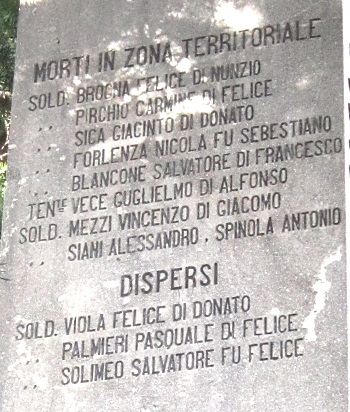 MORTI IN ZONA TERRITORIALE
SOLD. BROGNA FELICE DI NUNZIO
" PIRCHIO CARMINE DI FELICE
" SICA GIACINTO DI DONATO
" FORLENZA NICOLA FU SEBESTIANO
" BLANCONE SALVATORE DI FRANCESCO
TENTE VECE GUGLIELMO DI ALFONSO
SOLD. MEZZI VINCENZO DI GIACOMO
" SIANI ALESSANDRO, SPINOLA ANTONIO
DISPERSI
SOLD. VIOLA FELICE DI DONATO
" PALMIERI PASQUALE DI FELICE
" SOLIMEO SALVATORE FU FELICE